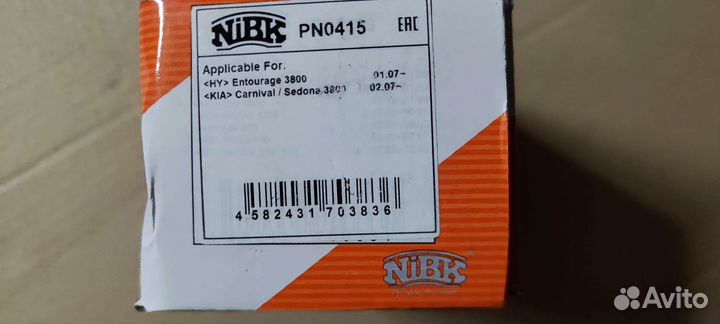 NiBK PN0415 EAC
Applicable For.
<HY> Entourage 3800 01.07~
<KIA> Carnival / Sedona 3800 02.07~
4 582431 703836
NiBK
Avito